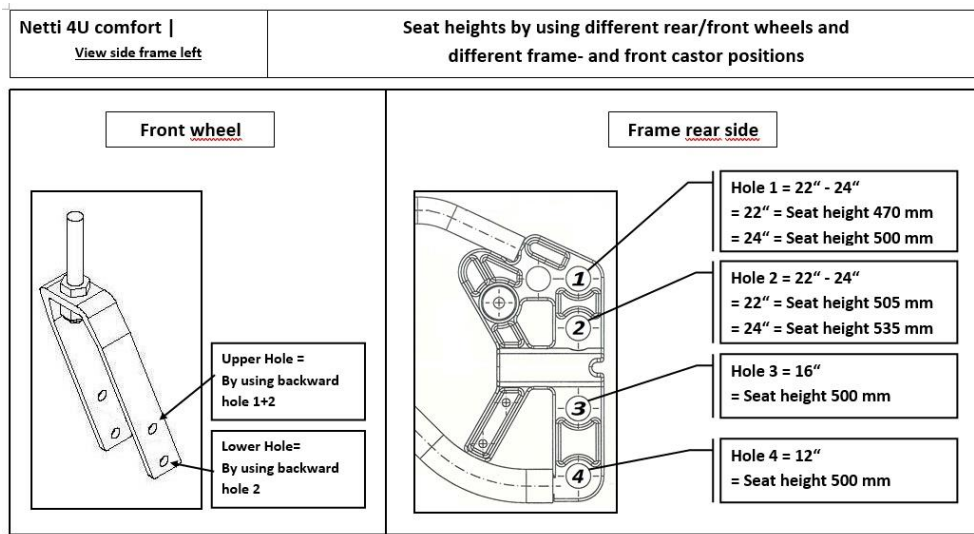 Netti 4U comfort |
View side frame left
Seat heights by using different rear/front wheels and
different frame- and front castor positions
Front wheel
Upper Hole =
By using backward
hole 1+2
Lower Hole=
By using backward
hole 2
Frame rear side
1
2
3
4
Hole 1 = 22“ - 24“
= 22“ = Seat height 470 mm
= 24“ = Seat height 500 mm
Hole 2 = 22“ - 24“
= 22“ = Seat height 505 mm
= 24“ = Seat height 535 mm
Hole 3 = 16“
= Seat height 500 mm
Hole 4 = 12“
= Seat height 500 mm